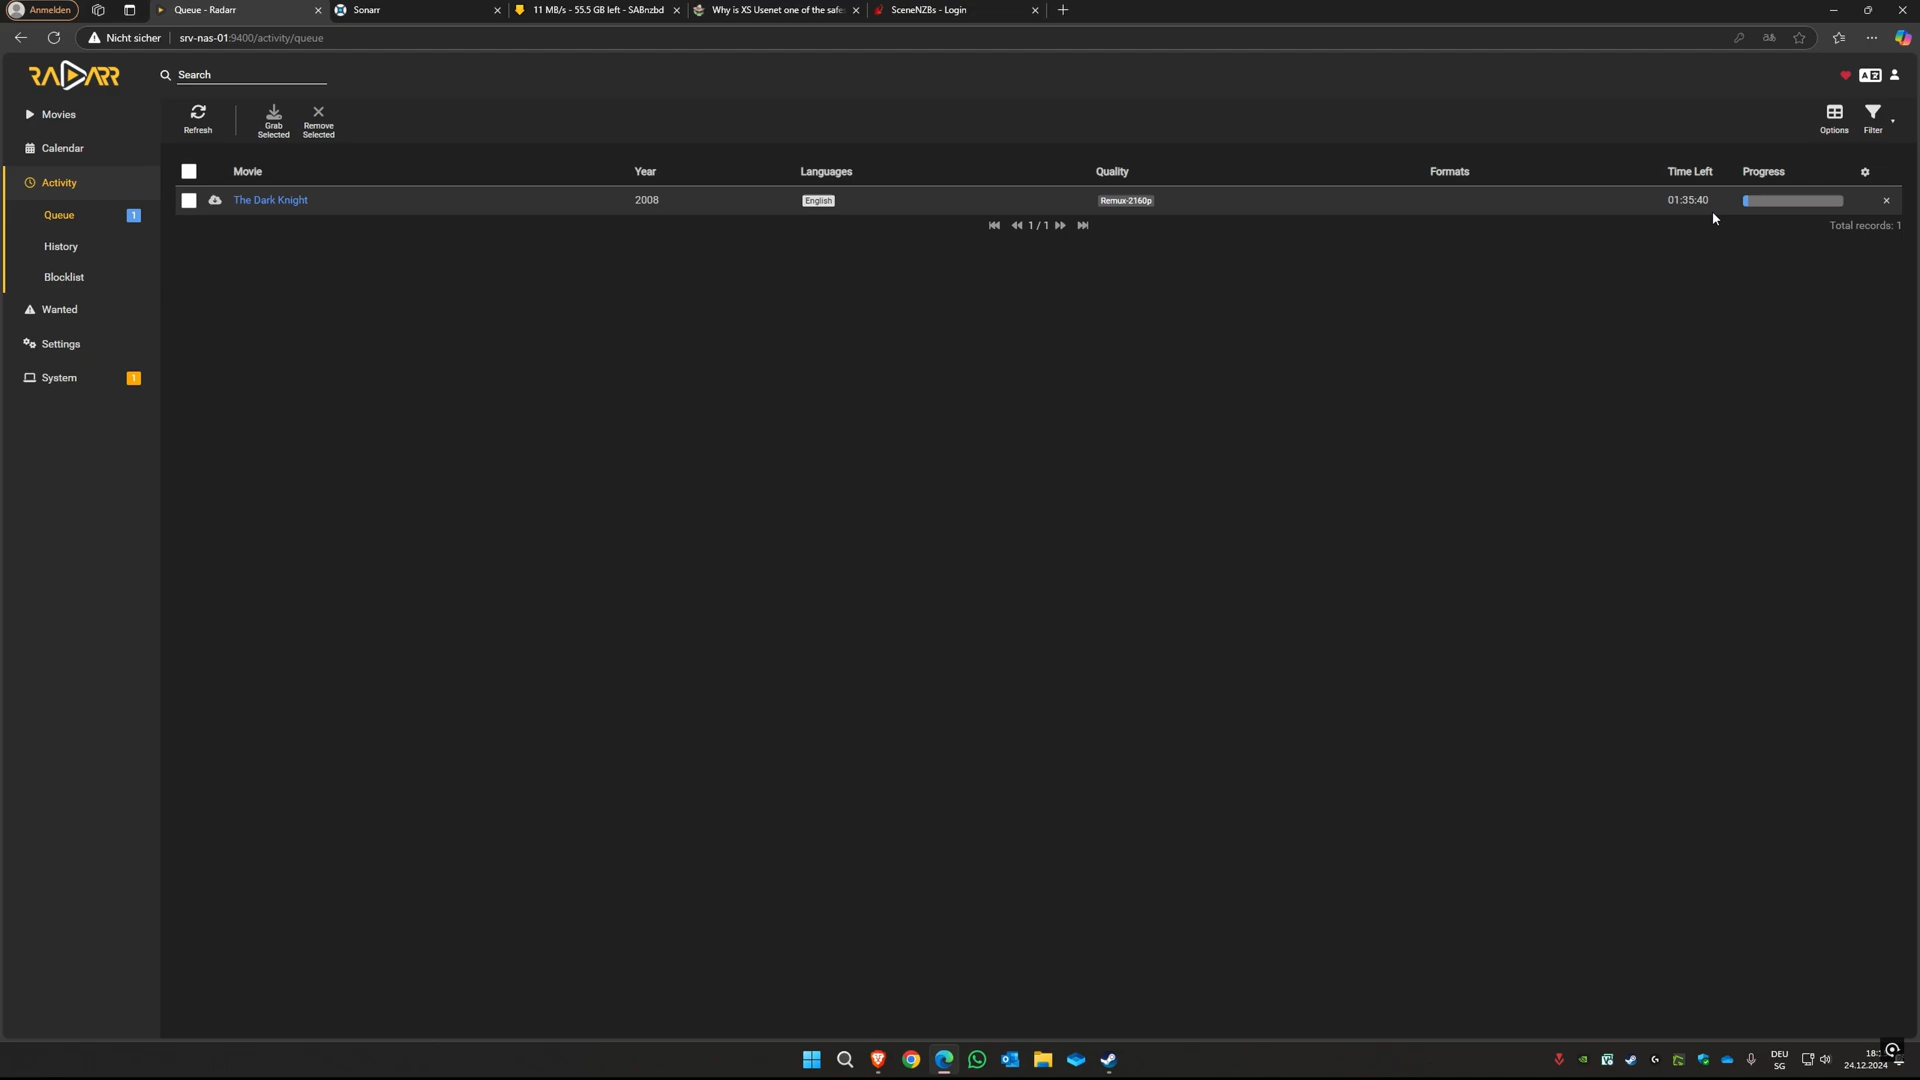 Anmelden
Queue - Radarr
Sonarr
11 MB/s - 55.5 GB left - SABnzbd
Why is XS Usenet one of the safe
SceneNZBs - Login
Nicht sicher
srv-nas-01:9400/activity/queue
RADARR
Search
Movies
Calendar
Activity
Queue 1
History
Blocklist
Wanted
Settings
System 1
Refresh
Grab Selected
Remove Selected
Options
Filter
Movie Year Languages Quality Formats Time Left Progress
The Dark Knight 2008 English Remux-2160p 01:35:40
1 / 1
Total records: 1
DEU
SG
24.12.2024